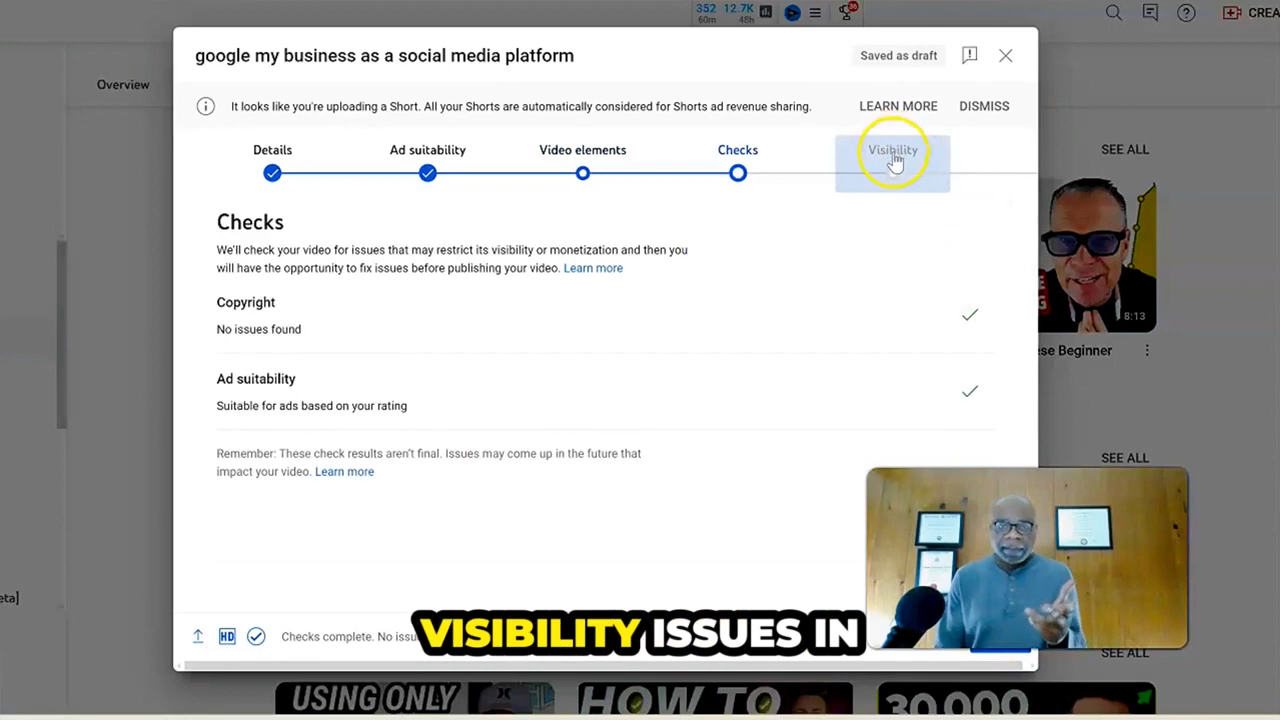 352 12.7K 36
60m 48h
CREA
google my business as a social media platform
Saved as draft
Overview
It looks like you're uploading a Short. All your Shorts are automatically considered for Shorts ad revenue sharing.
LEARN MORE
DISMISS
Details
Ad suitability
Video elements
Checks
Visibility
SEE ALL
Checks
We'll check your video for issues that may restrict its visibility or monetization and then you
will have the opportunity to fix issues before publishing your video. Learn more
Copyright
No issues found
8:13
ese Beginner
Ad suitability
Suitable for ads based on your rating
Remember: These check results aren't final. Issues may come up in the future that
impact your video. Learn more
SEE ALL
eta]
HD
Checks complete. No issu
VISIBILITY ISSUES IN
SEE ALL
USING ONLY
HOW TO
30,000